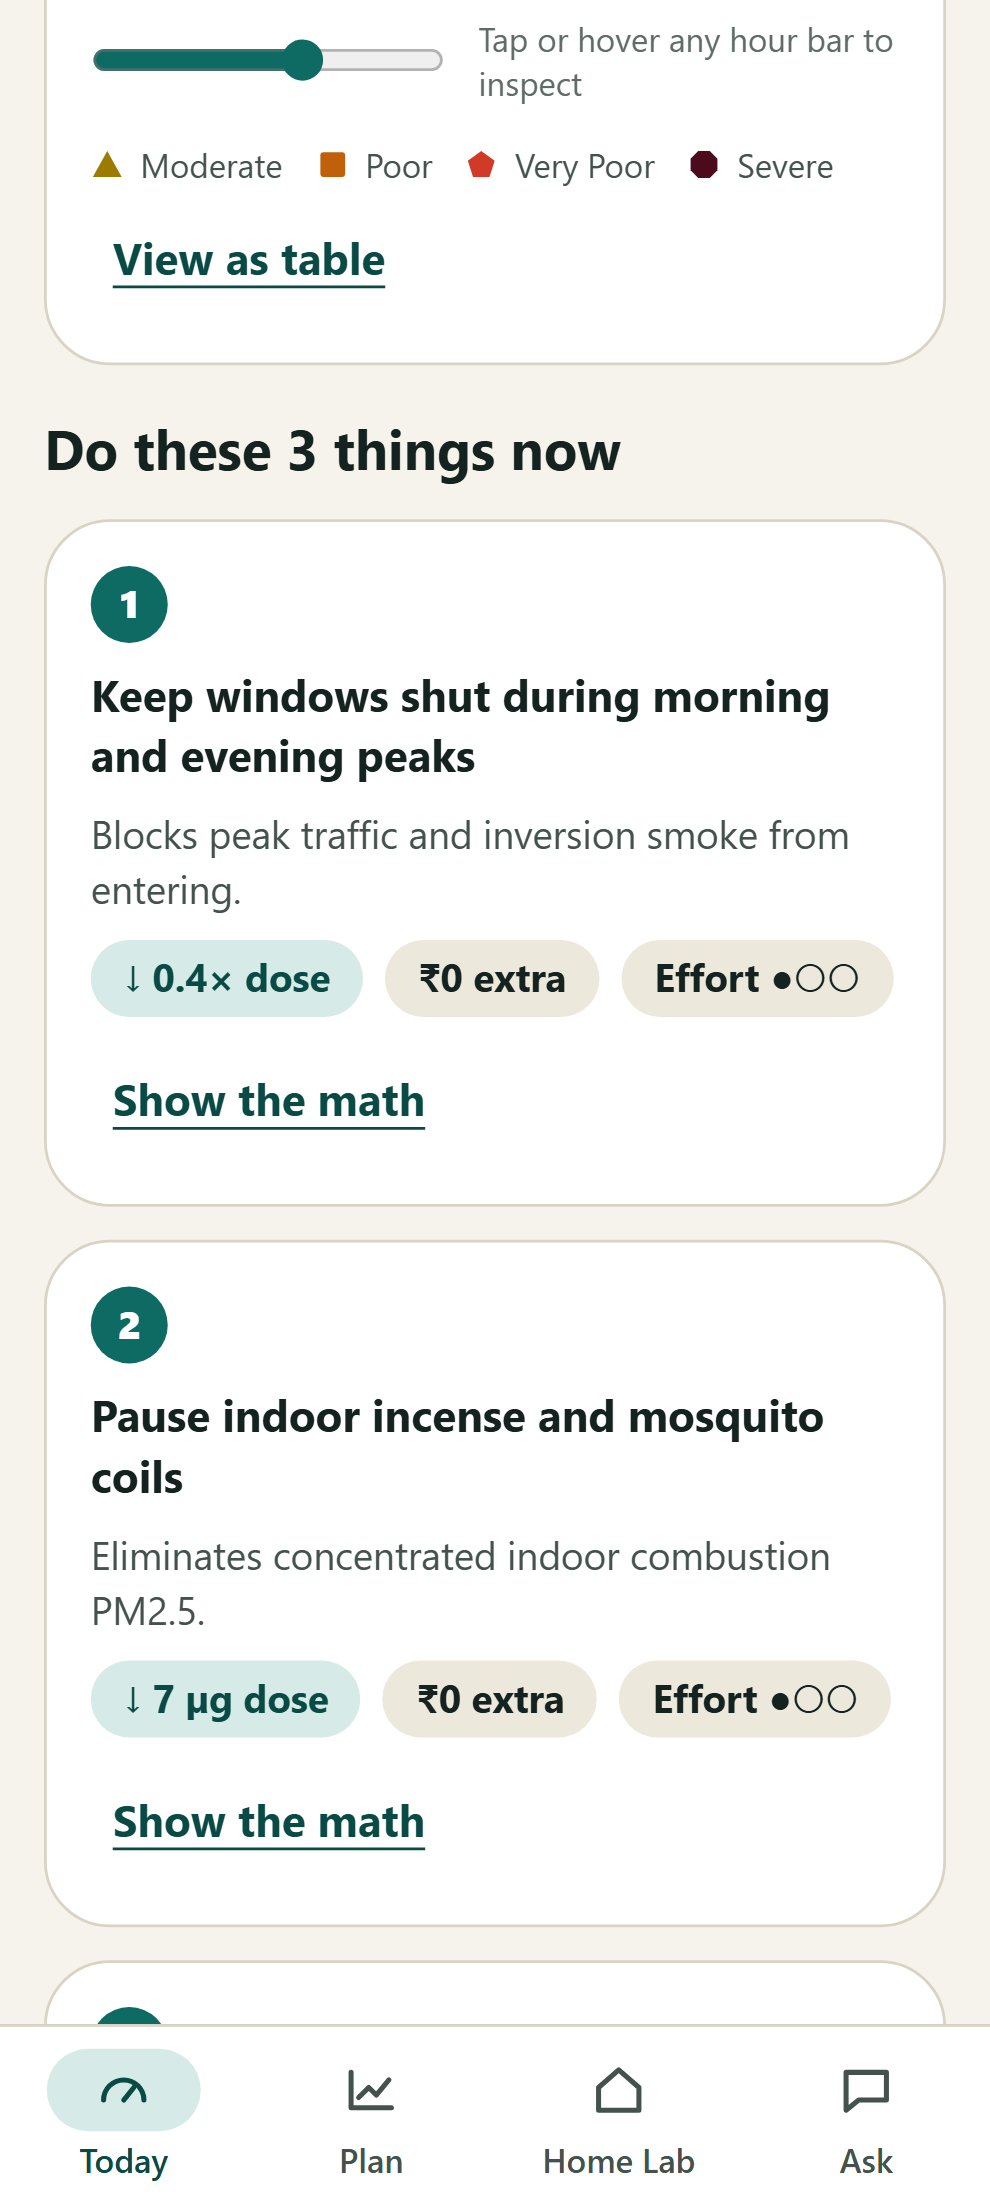 Tap or hover any hour bar to
inspect
Moderate Poor Very Poor Severe
View as table
Do these 3 things now
1
Keep windows shut during morning
and evening peaks
Blocks peak traffic and inversion smoke from
entering.
↓ 0.4× dose ₹0 extra Effort ●○○
Show the math
2
Pause indoor incense and mosquito
coils
Eliminates concentrated indoor combustion
PM2.5.
↓ 7 µg dose ₹0 extra Effort ●○○
Show the math
Today Plan Home Lab Ask